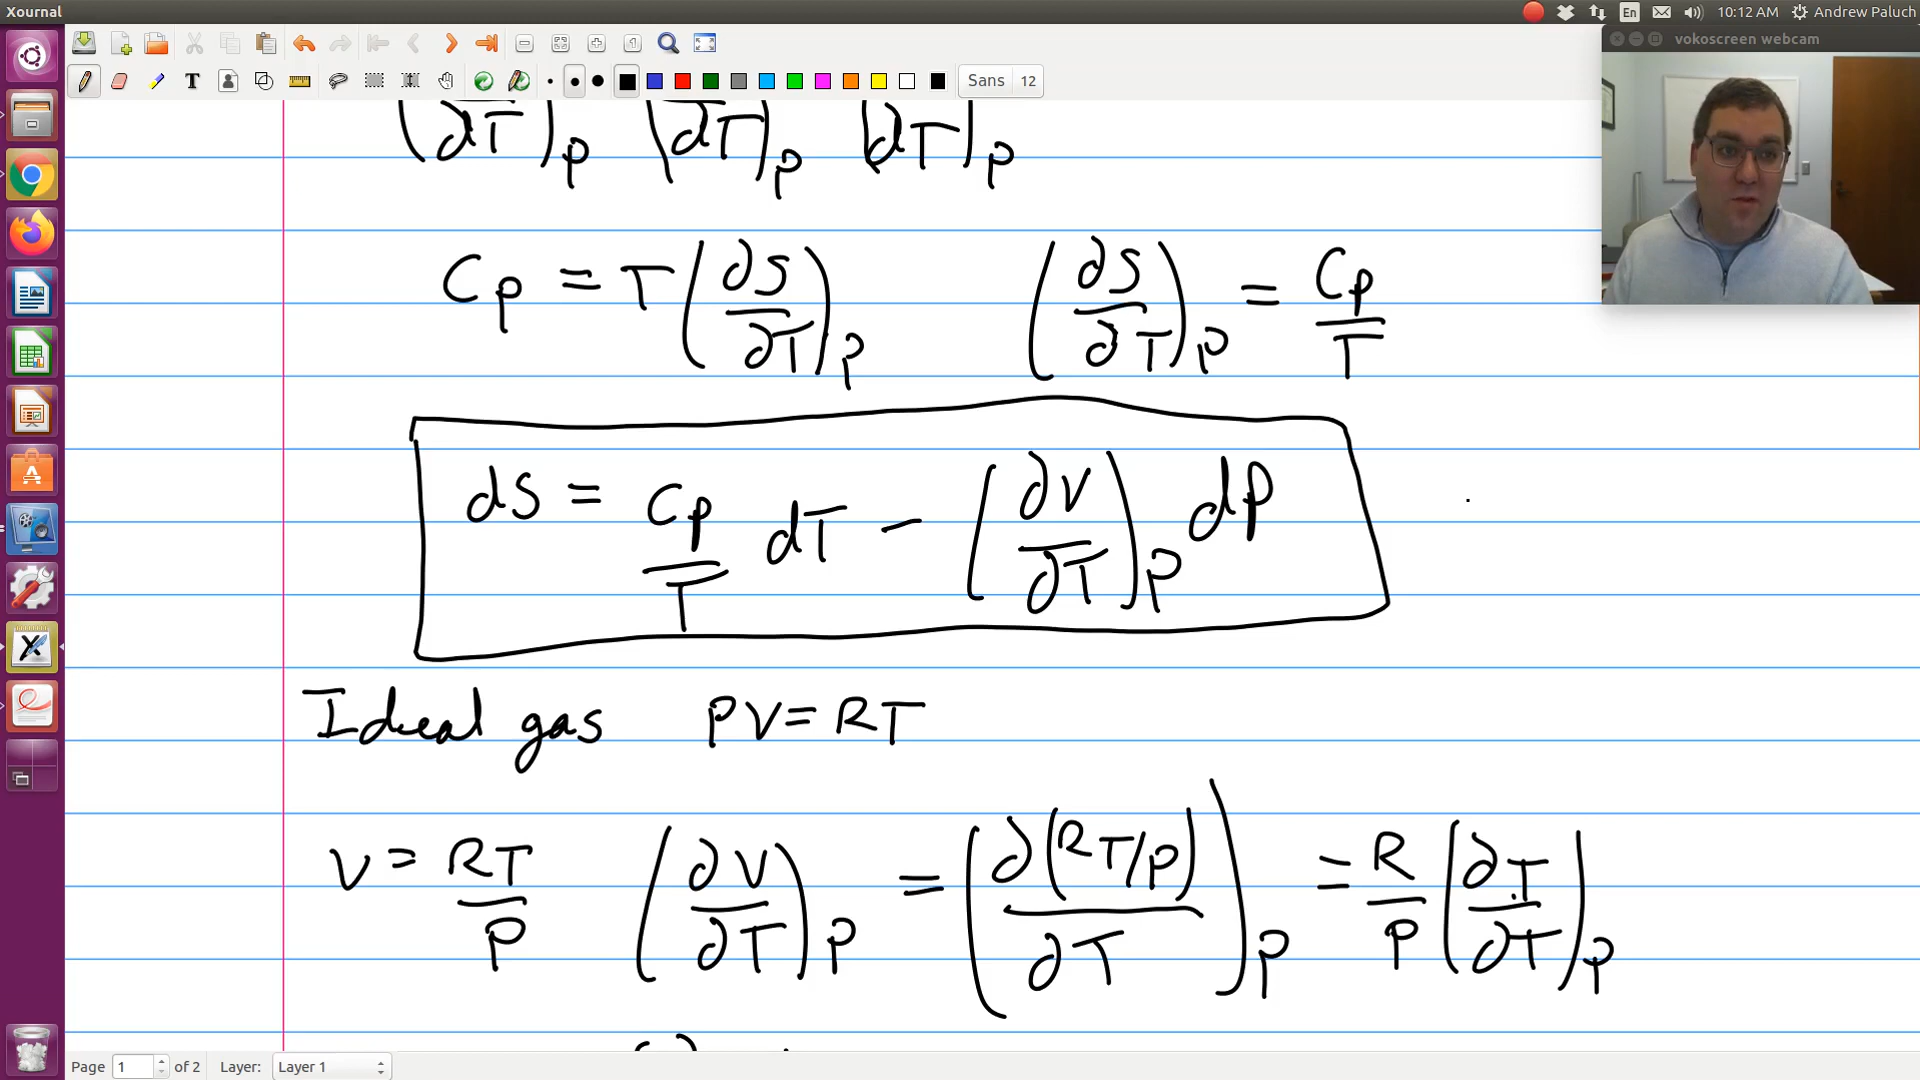 Xournal
En 10:12 AM Andrew Paluch
vokoscreen webcam
Sans 12
∂T)P (∂T)P (∂T)P
Cp = T(∂S/∂T)P (∂S/∂T)P = Cp/T
dS = Cp/T dT − (∂V/∂T)P dP
Ideal gas PV=RT
V = RT/P (∂V/∂T)P = (∂(RT/P)/∂T)P = R/P (∂T/∂T)P
Page 1 of 2 Layer: Layer 1